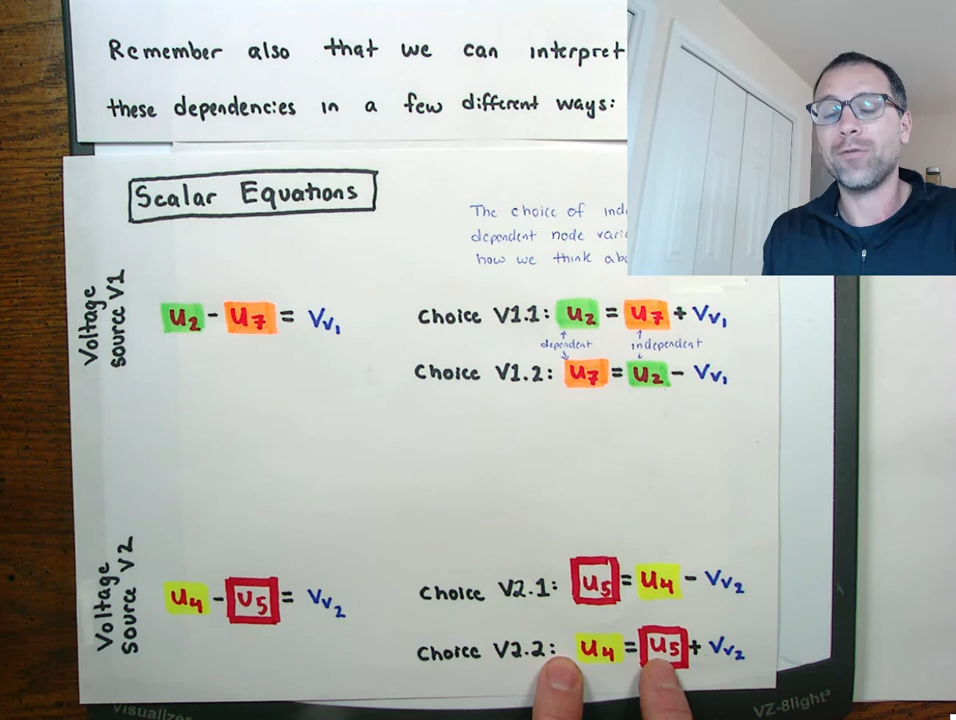 Remember also that we can interpret
these dependencies in a few different ways:
Scalar Equations
The choice of
dependent node
how we think
Voltage
source V1
u2 - u7 = Vv1
Choice V1.1: u2 = u7 + Vv1
dependent independent
Choice V1.2: u7 = u2 - Vv1
Voltage
source V2
u4 - u5 = Vv2
Choice V2.1: u5 = u4 - Vv2
Choice V2.2: u4 = u5 + Vv2
Visualizer
VZ-8light³